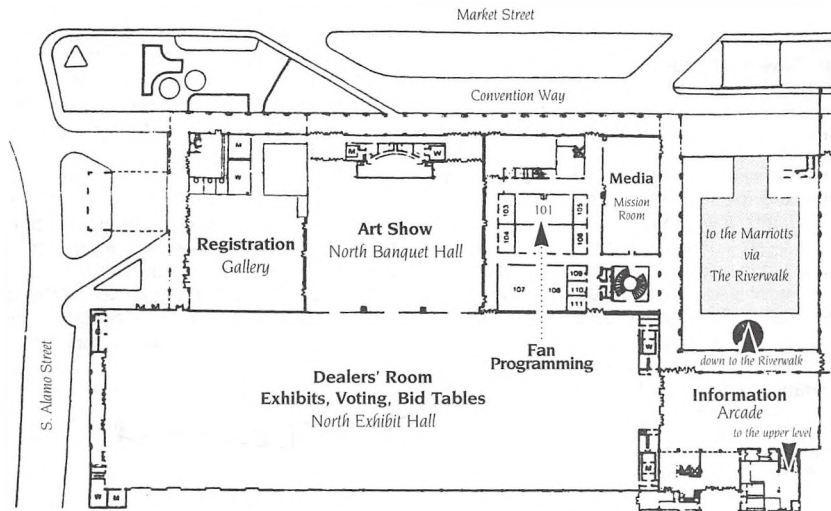 Market Street
Convention Way
M
W
M
W
Media
Mission
Room
103
101
105
104
106
Art Show
North Banquet Hall
Registration
Gallery
to the Marriotts
via
The Riverwalk
107
108
109
110
111
Fan
Programming
down to the Riverwalk
S. Alamo Street
Dealers' Room
Exhibits, Voting, Bid Tables
North Exhibit Hall
W
Information
Arcade
to the upper level
M
W
M